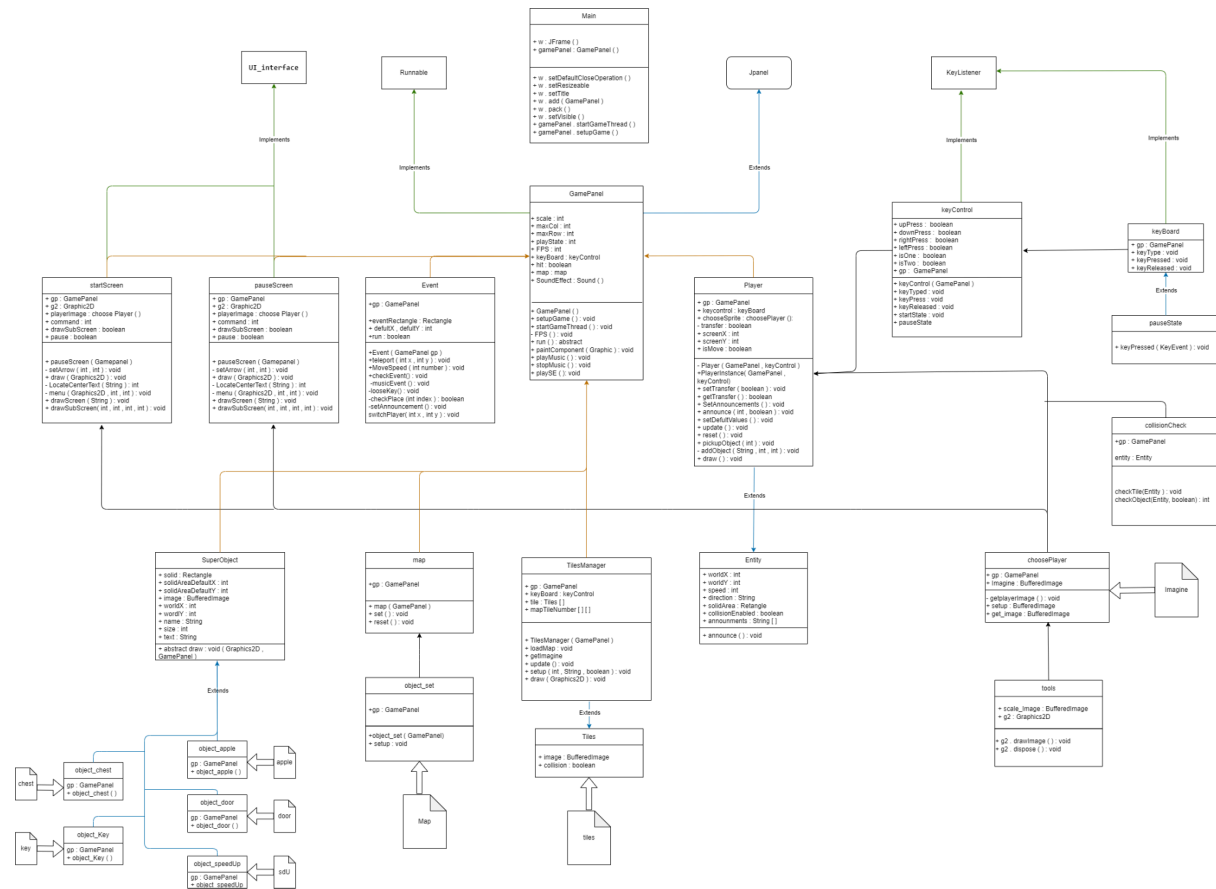 Main
+ w : JFrame ( )
+ gamePanel : GamePanel ( )
+ w . setDefaultCloseOperation ( )
+ w . setResizeable
+ w . setTitle
+ w . add ( GamePanel )
+ w . pack ( )
+ w . setVisible ( )
+ gamePanel . startGameThread ( )
+ gamePanel . setupGame ( )
UI_interface
Runnable
Jpanel
KeyListener
Implements
Implements
Extends
Implements
Implements
GamePanel
+ scale : int
+ maxCol : int
+ maxRow : int
+ playState : int
+ FPS : int
+ keyBoard : keyControl
+ hit : boolean
+ map : map
+ SoundEffect : Sound ( )
+ GamePanel ( )
+ setupGame ( ) : void
+ startGameThread ( ) : void
+ FPS ( ) : void
+ run ( ) : abstract
+ paintComponent ( Graphic ) : void
+ playMusic ( ) : void
+ stopMusic ( ) : void
+ playSE ( ) : void
keyControl
+ upPress : boolean
+ downPress : boolean
+ rightPress : boolean
+ leftPress : boolean
+ isOne : boolean
+ isTwo : boolean
+ gp : GamePanel
+ keyControl ( GamePanel )
+ keyTyped : void
+ keyPress : void
+ keyReleased : void
+ startState : void
+ pauseState
keyBoard
+ gp : GamePanel
+ keyType : void
+ keyPressed : void
+ keyReleased : void
Extends
pauseState
+ keyPressed ( KeyEvent ) : void
startScreen
+ gp : GamePanel
+ g2 : Graphic2D
+ playerImage : choose Player ( )
+ command : int
+ drawSubScreen : boolean
+ pause : boolean
+ pauseScreen ( Gamepanel )
- setArrow ( int , int ) : void
+ draw ( Graphics2D ) : void
- LocateCenterText ( String ) : int
- menu ( Graphics2D , int , int ) : void
+ drawScreen ( String ) : void
+ drawSubScreen( int , int , int , int ) : void
pauseScreen
+ gp : GamePanel
+ g2 : Graphic2D
+ playerImage : choose Player ( )
+ command : int
+ drawSubScreen : boolean
+ pause : boolean
+ pauseScreen ( Gamepanel )
- setArrow ( int , int ) : void
+ draw ( Graphics2D ) : void
- LocateCenterText ( String ) : int
- menu ( Graphics2D , int , int ) : void
+ drawScreen ( String ) : void
+ drawSubScreen( int , int , int , int ) : void
Event
+gp : GamePanel
+eventRectangle : Rectangle
+ defultX , defultY : int
+run : boolean
+Event ( GamePanel gp )
+teleport ( int x , int y ) : void
+MoveSpeed (int number ) : void
+checkEvent() : void
-musicEvent () : void
-looseKey() : void
-checkPlace (int index ) : boolean
-setAnnouncement () : void
switchPlayer( int x , int y ) : void
Player
+ gp : GamePanel
+ keycontrol : keyBoard
+ chooseSprite : choosePlayer ():
- transfer : boolean
+ screenX : int
+ screenY : int
+ isMove : boolean
- Player ( GamePanel , keyControl )
+PlayerInstance( GamePanel ,
keyControl)
+ setTransfer ( boolean ) : void
+ getTransfer ( ) : boolean
+ SetAnnouncements ( ) : void
+ announce ( int , boolean ) : void
+ setDefultValues ( ) : void
+ update ( ) : void
+ reset ( ) : void
+ pickupObject ( int ) : void
- addObject ( String , int , int ) : void
+ draw ( ) : void
collisionCheck
+gp : GamePanel
entity : Entity
checkTile(Entity ) : void
checkObject(Entity, boolean) : int
Extends
SuperObject
+ solid : Rectangle
+ solidAreaDefaultX : int
+ solidAreaDefaultY : int
+ image : BufferedImage
+ worldX : int
+ wordlY : int
+ name : String
+ size : int
+ text : String
+ abstract draw : void ( Graphics2D ,
GamePanel )
map
+gp : GamePanel
+ map ( GamePanel )
+ set ( ) : void
+ reset ( ) : void
TilesManager
+ gp : GamePanel
+ keyBoard : keyControl
+ tile : Tiles [ ]
+ mapTileNumber [ ] [ ]
+ TilesManager ( GamePanel )
+ loadMap : void
+ getImagine
+ update () : void
+ setup ( int , String , boolean ) : void
+ draw ( Graphics2D ) : void
Entity
+ worldX : int
+ worldY : int
+ speed : int
+ direction : String
+ solidArea : Retangle
+ collisionEnabled : boolean
+ announments : String [ ]
+ announce ( ) : void
choosePlayer
+ gp : GamePanel
+ Imagine : BufferedImage
- getplayerImage ( ) : void
+ setup : BufferedImage
+ get_image : BufferedImage
Imagine
Extends
object_set
+gp : GamePanel
+object_set ( GamePanel)
+ setup : void
Extends
Tiles
+ image : BufferedImage
+ collision : boolean
tools
+ scale_image : BufferedImage
+ g2 : Graphics2D
+ g2 . drawImage ( ) : void
+ g2 . dispose ( ) : void
object_apple
gp : GamePanel
+ object_apple ( )
apple
chest
object_chest
gp : GamePanel
+ object_chest ( )
object_door
gp : GamePanel
+ object_door ( )
door
key
object_Key
gp : GamePanel
+ object_Key ( )
object_speedUp
gp : GamePanel
+ object_speedUp
sdU
Map
tiles